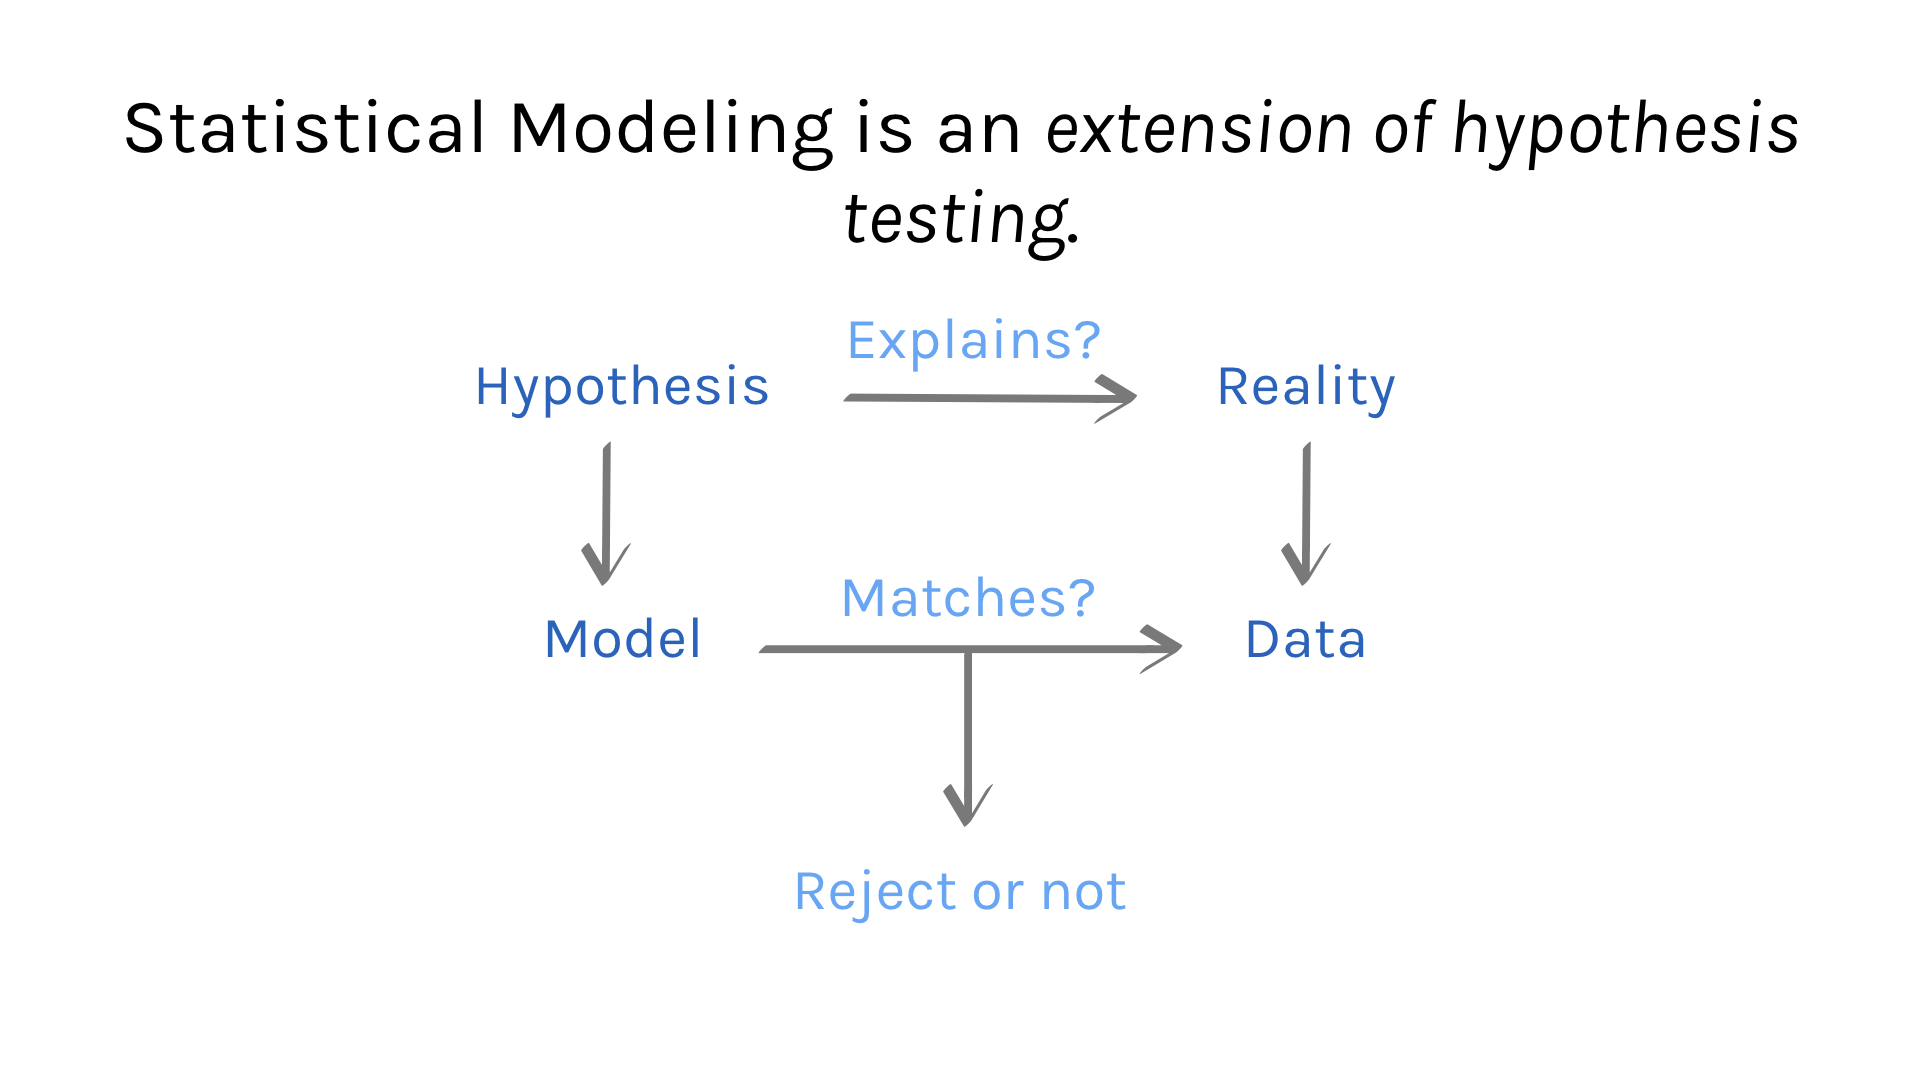 Statistical Modeling is an extension of hypothesis
testing.
Explains?
Hypothesis
Reality
Matches?
Model
Data
Reject or not